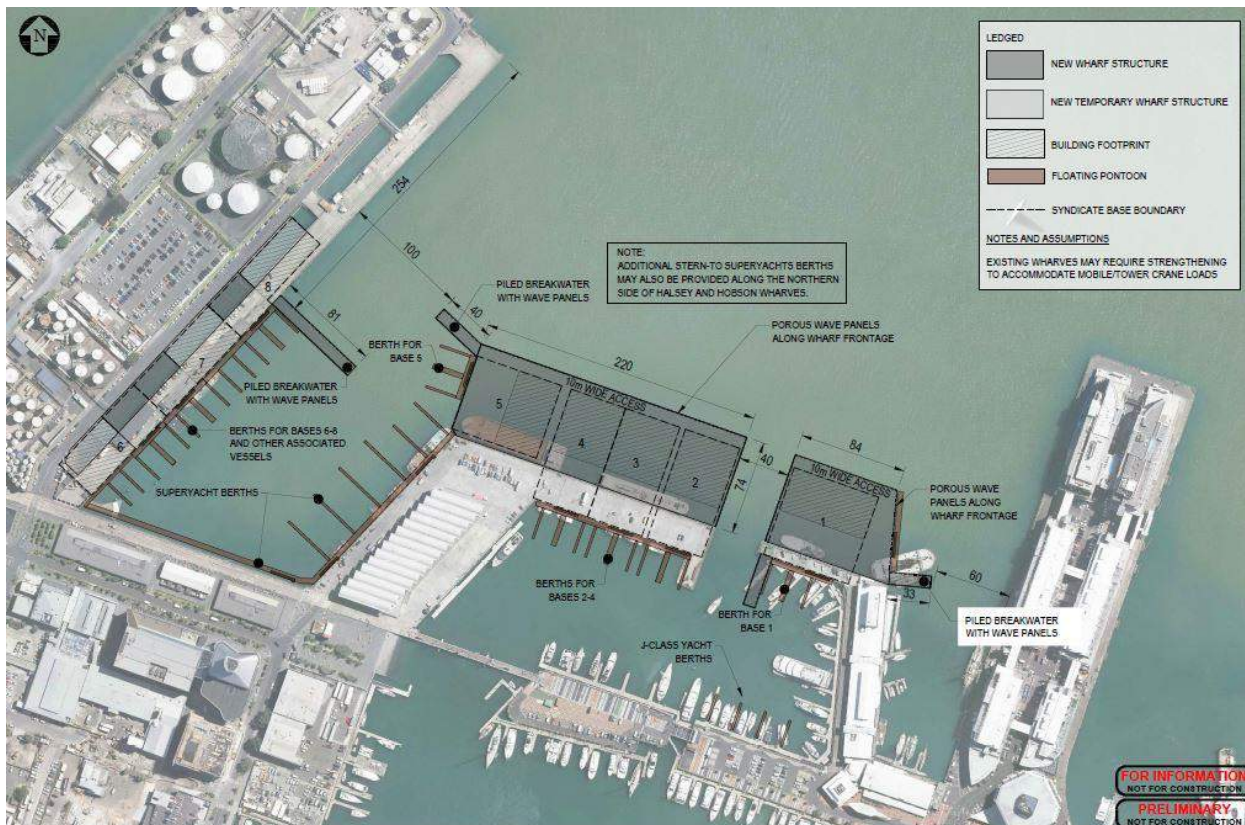 N
LEDGED
NEW WHARF STRUCTURE
NEW TEMPORARY WHARF STRUCTURE
BUILDING FOOTPRINT
FLOATING PONTOON
SYNDICATE BASE BOUNDARY
NOTES AND ASSUMPTIONS
EXISTING WHARVES MAY REQUIRE STRENGTHENING
TO ACCOMMODATE MOBILE/TOWER CRANE LOADS
254
100
NOTE:
ADDITIONAL STERN-TO SUPERYACHTS BERTHS
MAY ALSO BE PROVIDED ALONG THE NORTHERN
SIDE OF HALSEY AND HOBSON WHARVES.
PILED BREAKWATER
WITH WAVE PANELS
40
8
81
7
6
BERTH FOR
BASE 5
POROUS WAVE PANELS
ALONG WHARF FRONTAGE
220
10m WIDE ACCESS
PILED BREAKWATER
WITH WAVE PANELS
5
4
3
2
BERTHS FOR BASES 6-8
AND OTHER ASSOCIATED
VESSELS
SUPERYACHT BERTHS
40
74
84
10m WIDE ACCESS
1
POROUS WAVE
PANELS ALONG
WHARF FRONTAGE
BERTHS FOR
BASES 2-4
BERTH FOR
BASE 1
60
33
PILED BREAKWATER
WITH WAVE PANELS
J-CLASS YACHT
BERTHS
FOR INFORMATION
NOT FOR CONSTRUCTION
PRELIMINARY
NOT FOR CONSTRUCTION